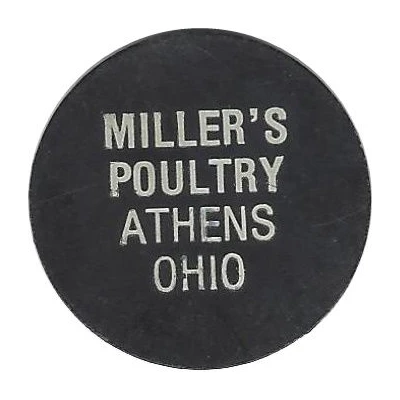 MILLER'S
POULTRY
ATHENS
OHIO